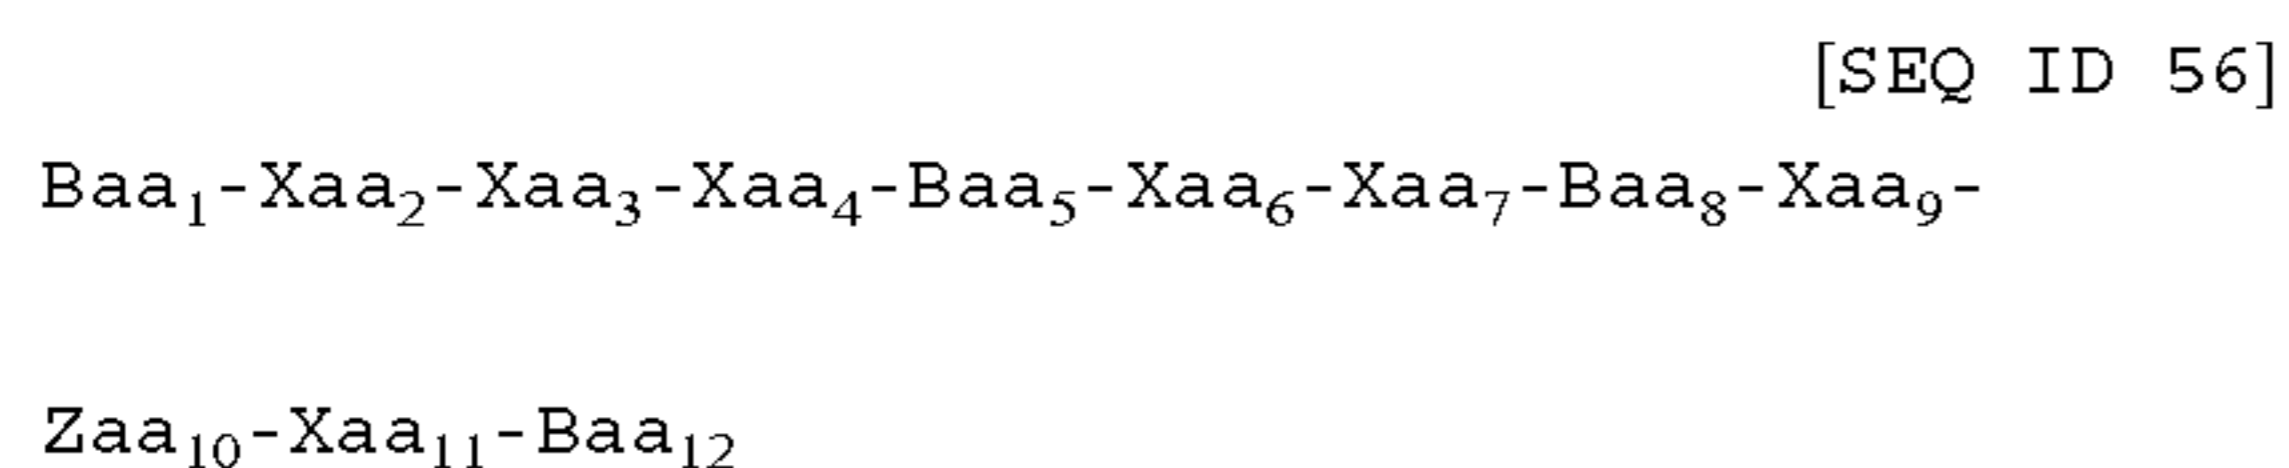 [SEQ ID 56]
Baa₁-Xaa₂-Xaa₃-Xaa₄-Baa₅-Xaa₆-Xaa₇-Baa₈-Xaa₉-
Zaa₁₀-Xaa₁₁-Baa₁₂